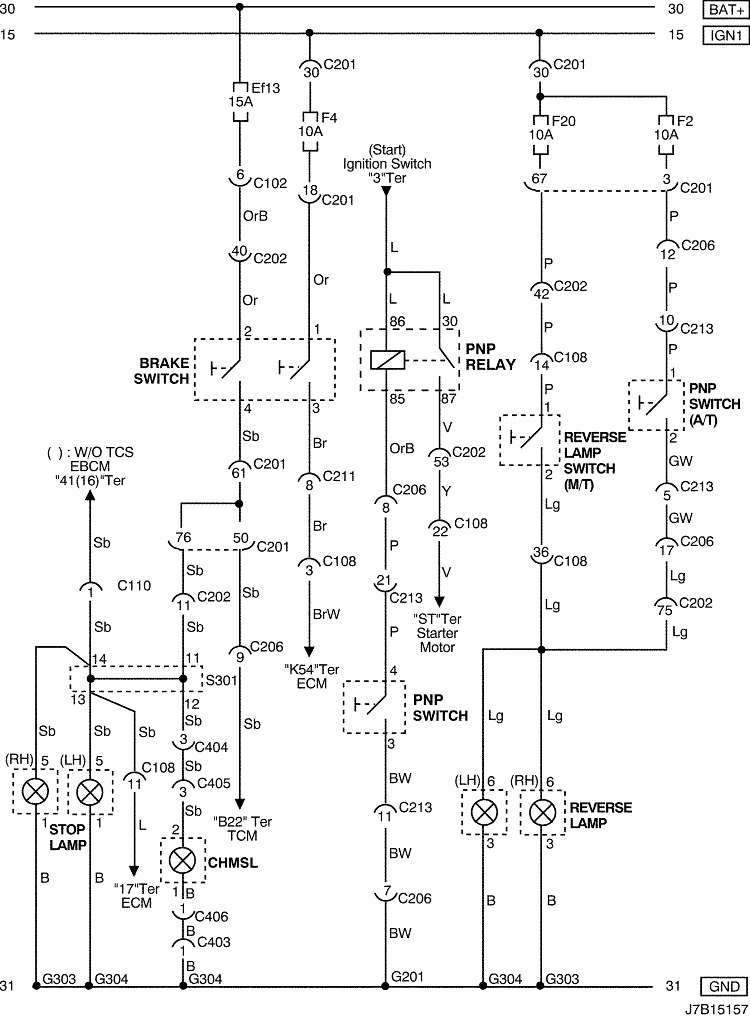 30 30 BAT+
15 15 IGN1
30 C201 30 C201
Ef13
15A
F4
10A
F20
10A
F2
10A
(Start)
Ignition Switch
"3"Ter
6 C102
18 C201
67 3 C201
OrB
P
L
40 C202
12 C206
P
42 C202
P
Or Or
L L
10 C213
P
14 C108
P
P
2 1
86 30
BRAKE
SWITCH
PNP
RELAY
1
PNP
SWITCH
(A/T)
4 3
85 87
1
REVERSE
LAMP
SWITCH
(M/T)
2
2
Sb Br
OrB V
GW
( ) : W/O TCS
EBCM
"41(16)"Ter
61 C201
8 C211
53 C202
5 C213
Lg
8 C206
Y
GW
Br
76 50 C201
22 C108
17 C206
36 C108
Sb
P
3 C108
V
Lg
Sb Sb
21 C213
1 C110
11 C202
BrW
"ST"Ter
Starter
Motor
75 C202
Lg
Lg
Sb Sb
P
9 C206
"K54"Ter
ECM
14 11
S301
13 12
4
PNP
SWITCH
3
Sb Sb Sb Sb Sb
Lg Lg
3 C404
Sb
(RH) 5 (LH) 5
C108
11
3 C405
BW
(LH) 6 (RH) 6
Sb
STOP
LAMP
1 1
L
"B22" Ter
TCM
11 C213
REVERSE
LAMP
3 3
2
CHMSL
1
BW
B B
"17"Ter
ECM
B
1 C406
B
7 C206
B B
C403
1
B
BW
31 G303 G304 G304 G201 G304 G303 31 GND
J7B15157